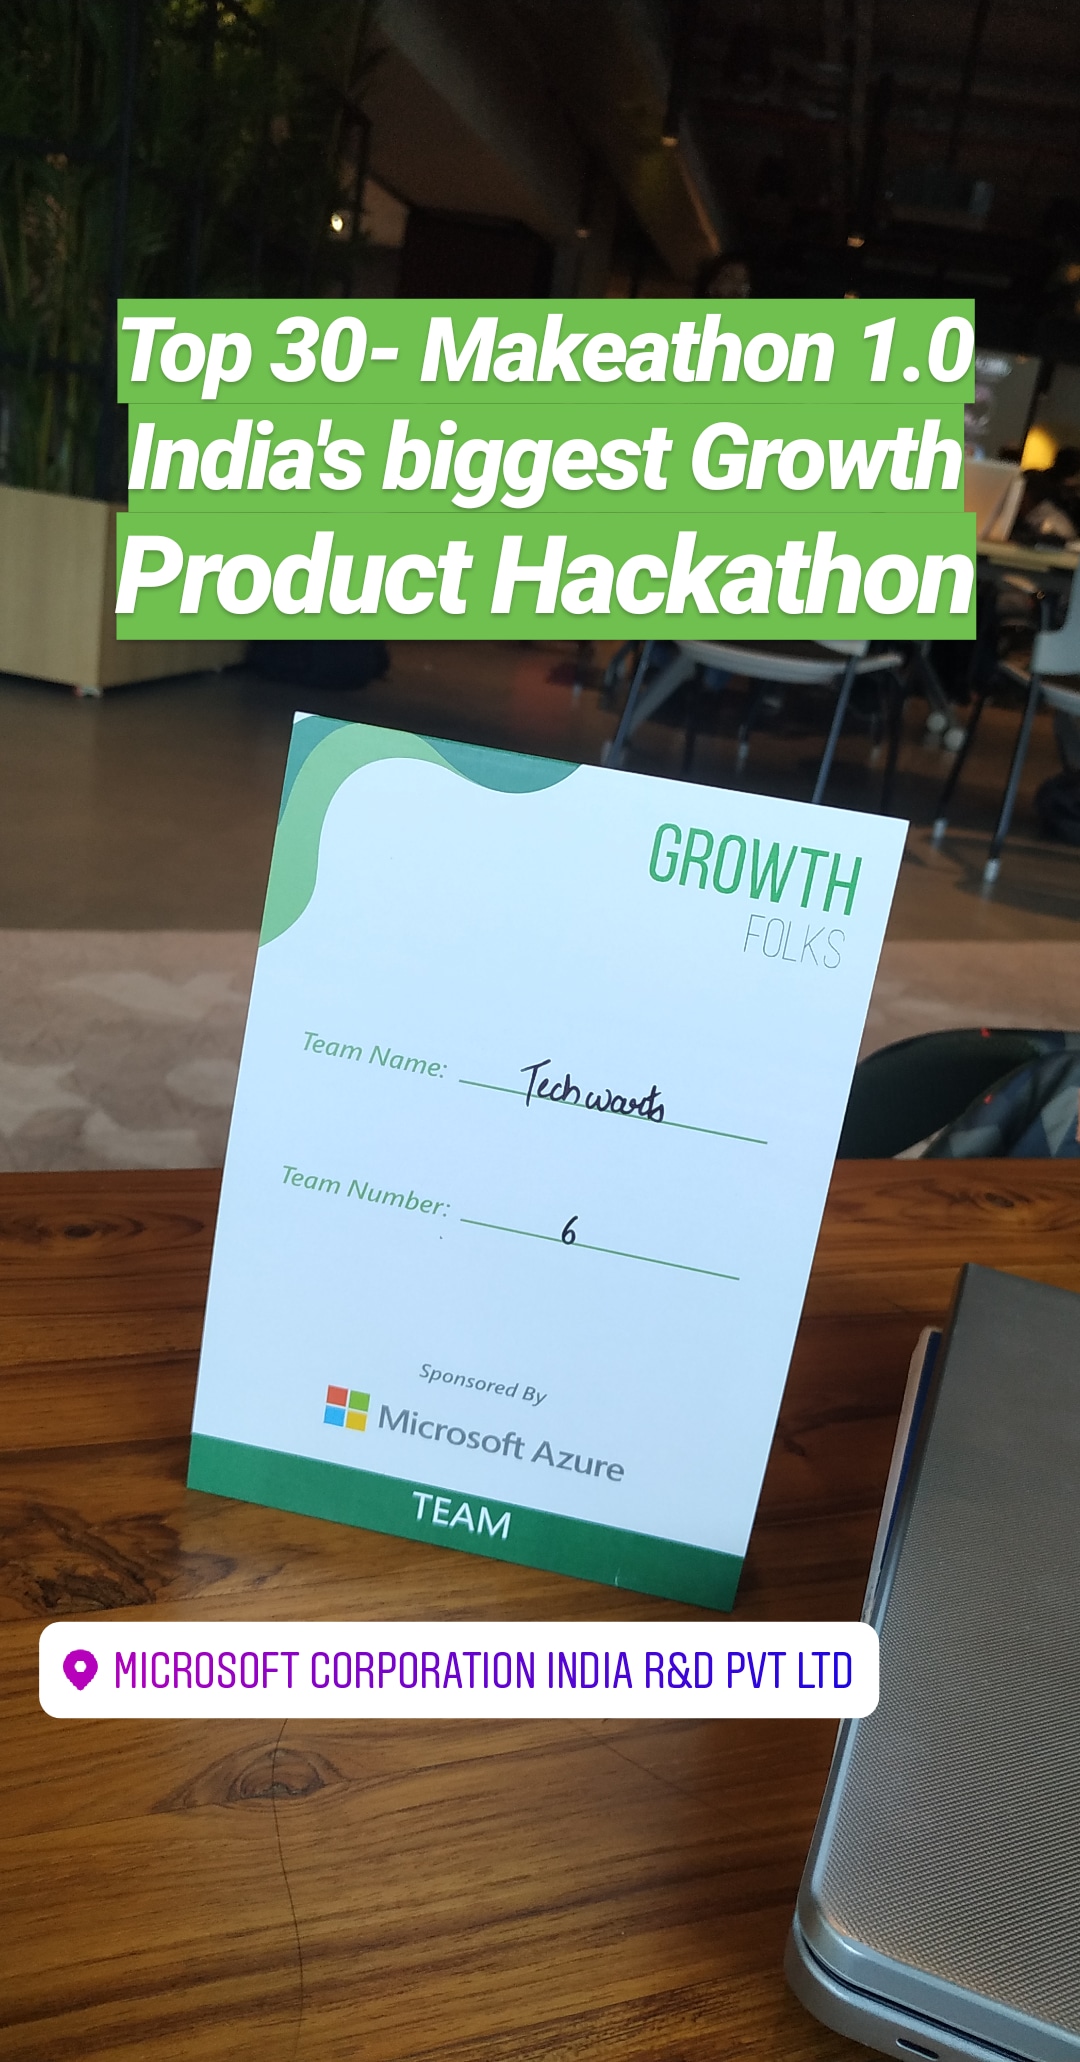 Top 30- Makeathon 1.0
India's biggest Growth
Product Hackathon
GROWTH
FOLKS
Team Name: Techwarts
Team Number: 6
Sponsored By
Microsoft Azure
TEAM
MICROSOFT CORPORATION INDIA R&D PVT LTD